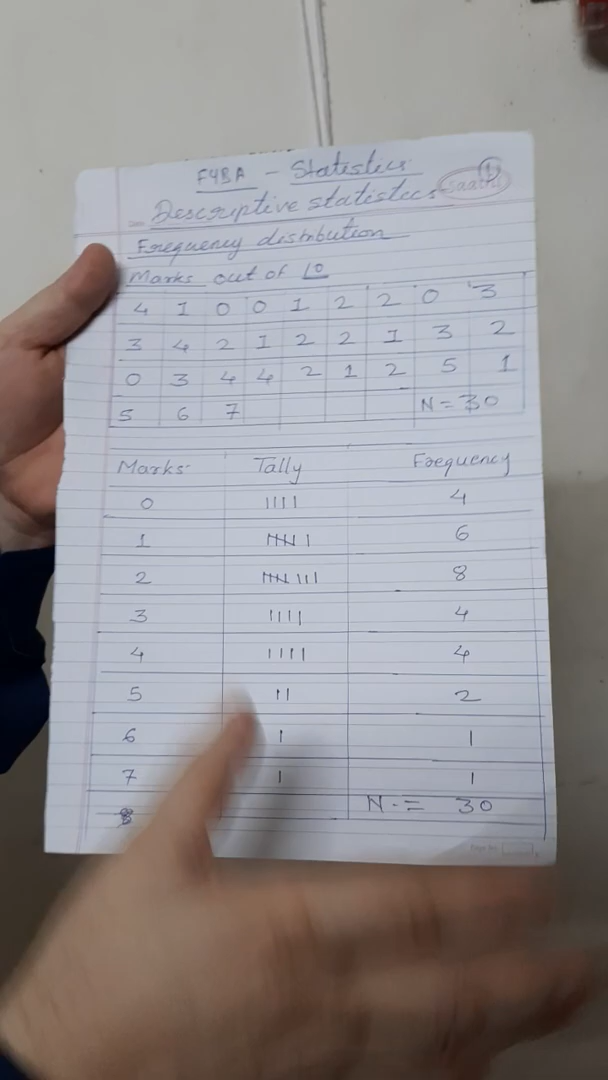 FYBA - Statistics
1
Descriptive statistics
Saathi
Frequency distribution
Marks out of 10
4 1 0 0 1 2 2 0 3
3 4 2 1 2 2 1 3 2
0 3 4 4 2 1 2 5 1
5 6 7 N = 30
Marks Tally Frequency
0 |||| 4
1 |||| | 6
2 |||| ||| 8
3 |||| 4
4 |||| 4
5 || 2
6 | 1
7 | 1
N = 30